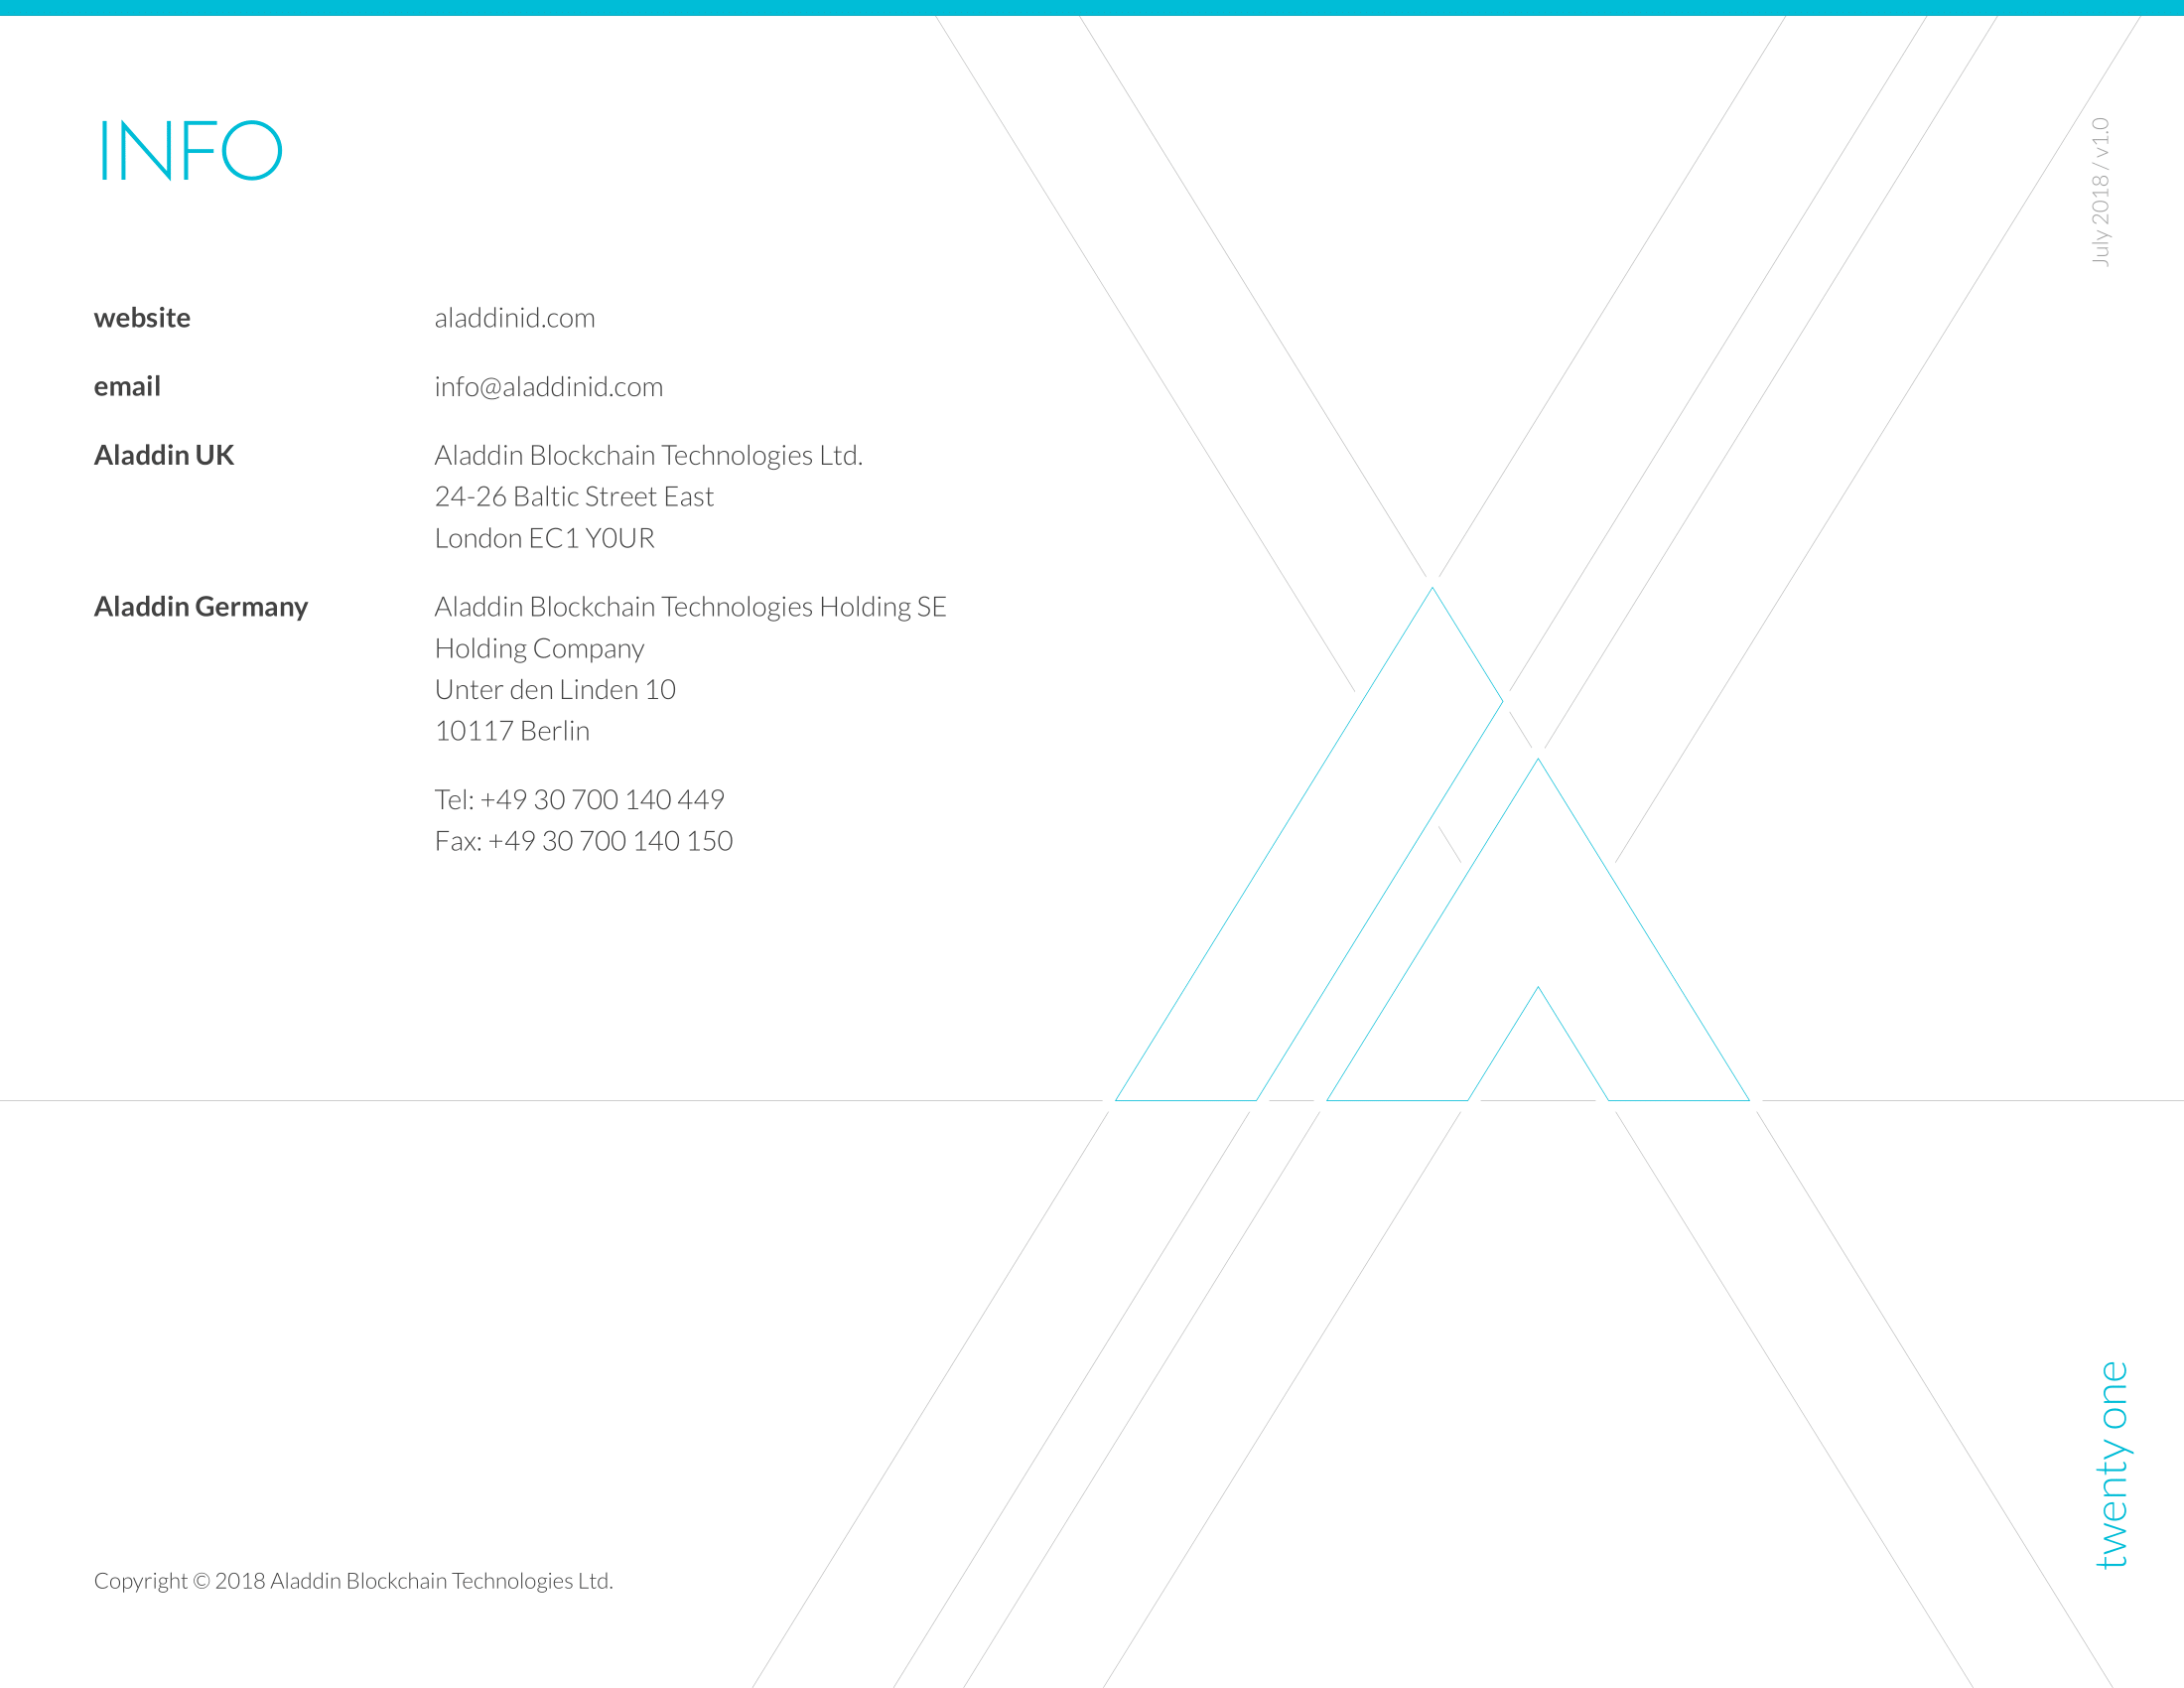 INFO
July 2018 / v1.0
website aladdinid.com
email info@aladdinid.com
Aladdin UK Aladdin Blockchain Technologies Ltd.
24-26 Baltic Street East
London EC1 Y0UR
Aladdin Germany Aladdin Blockchain Technologies Holding SE
Holding Company
Unter den Linden 10
10117 Berlin
Tel: +49 30 700 140 449
Fax: +49 30 700 140 150
twenty one
Copyright © 2018 Aladdin Blockchain Technologies Ltd.